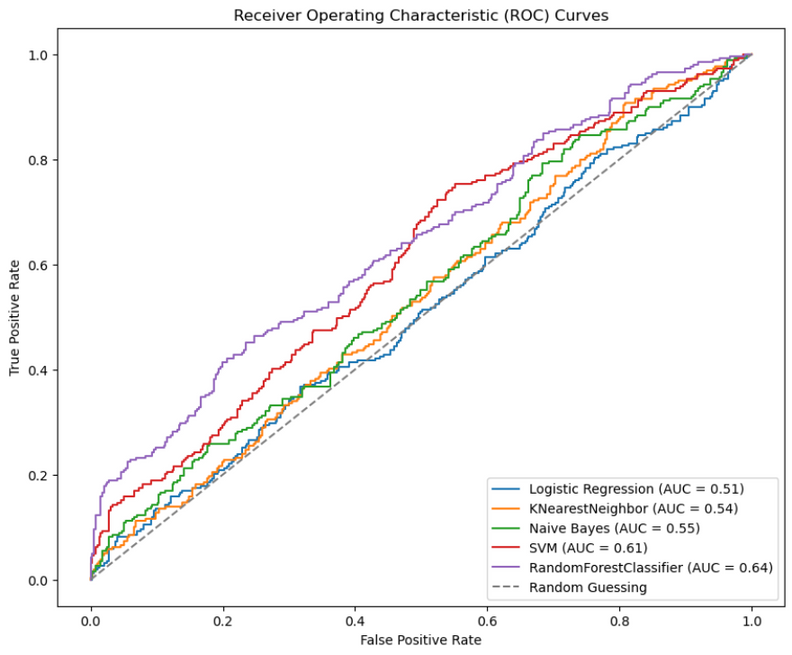 Receiver Operating Characteristic (ROC) Curves
True Positive Rate
1.0
0.8
0.6
0.4
0.2
0.0
0.0 0.2 0.4 0.6 0.8 1.0
False Positive Rate
Logistic Regression (AUC = 0.51)
KNearestNeighbor (AUC = 0.54)
Naive Bayes (AUC = 0.55)
SVM (AUC = 0.61)
RandomForestClassifier (AUC = 0.64)
Random Guessing